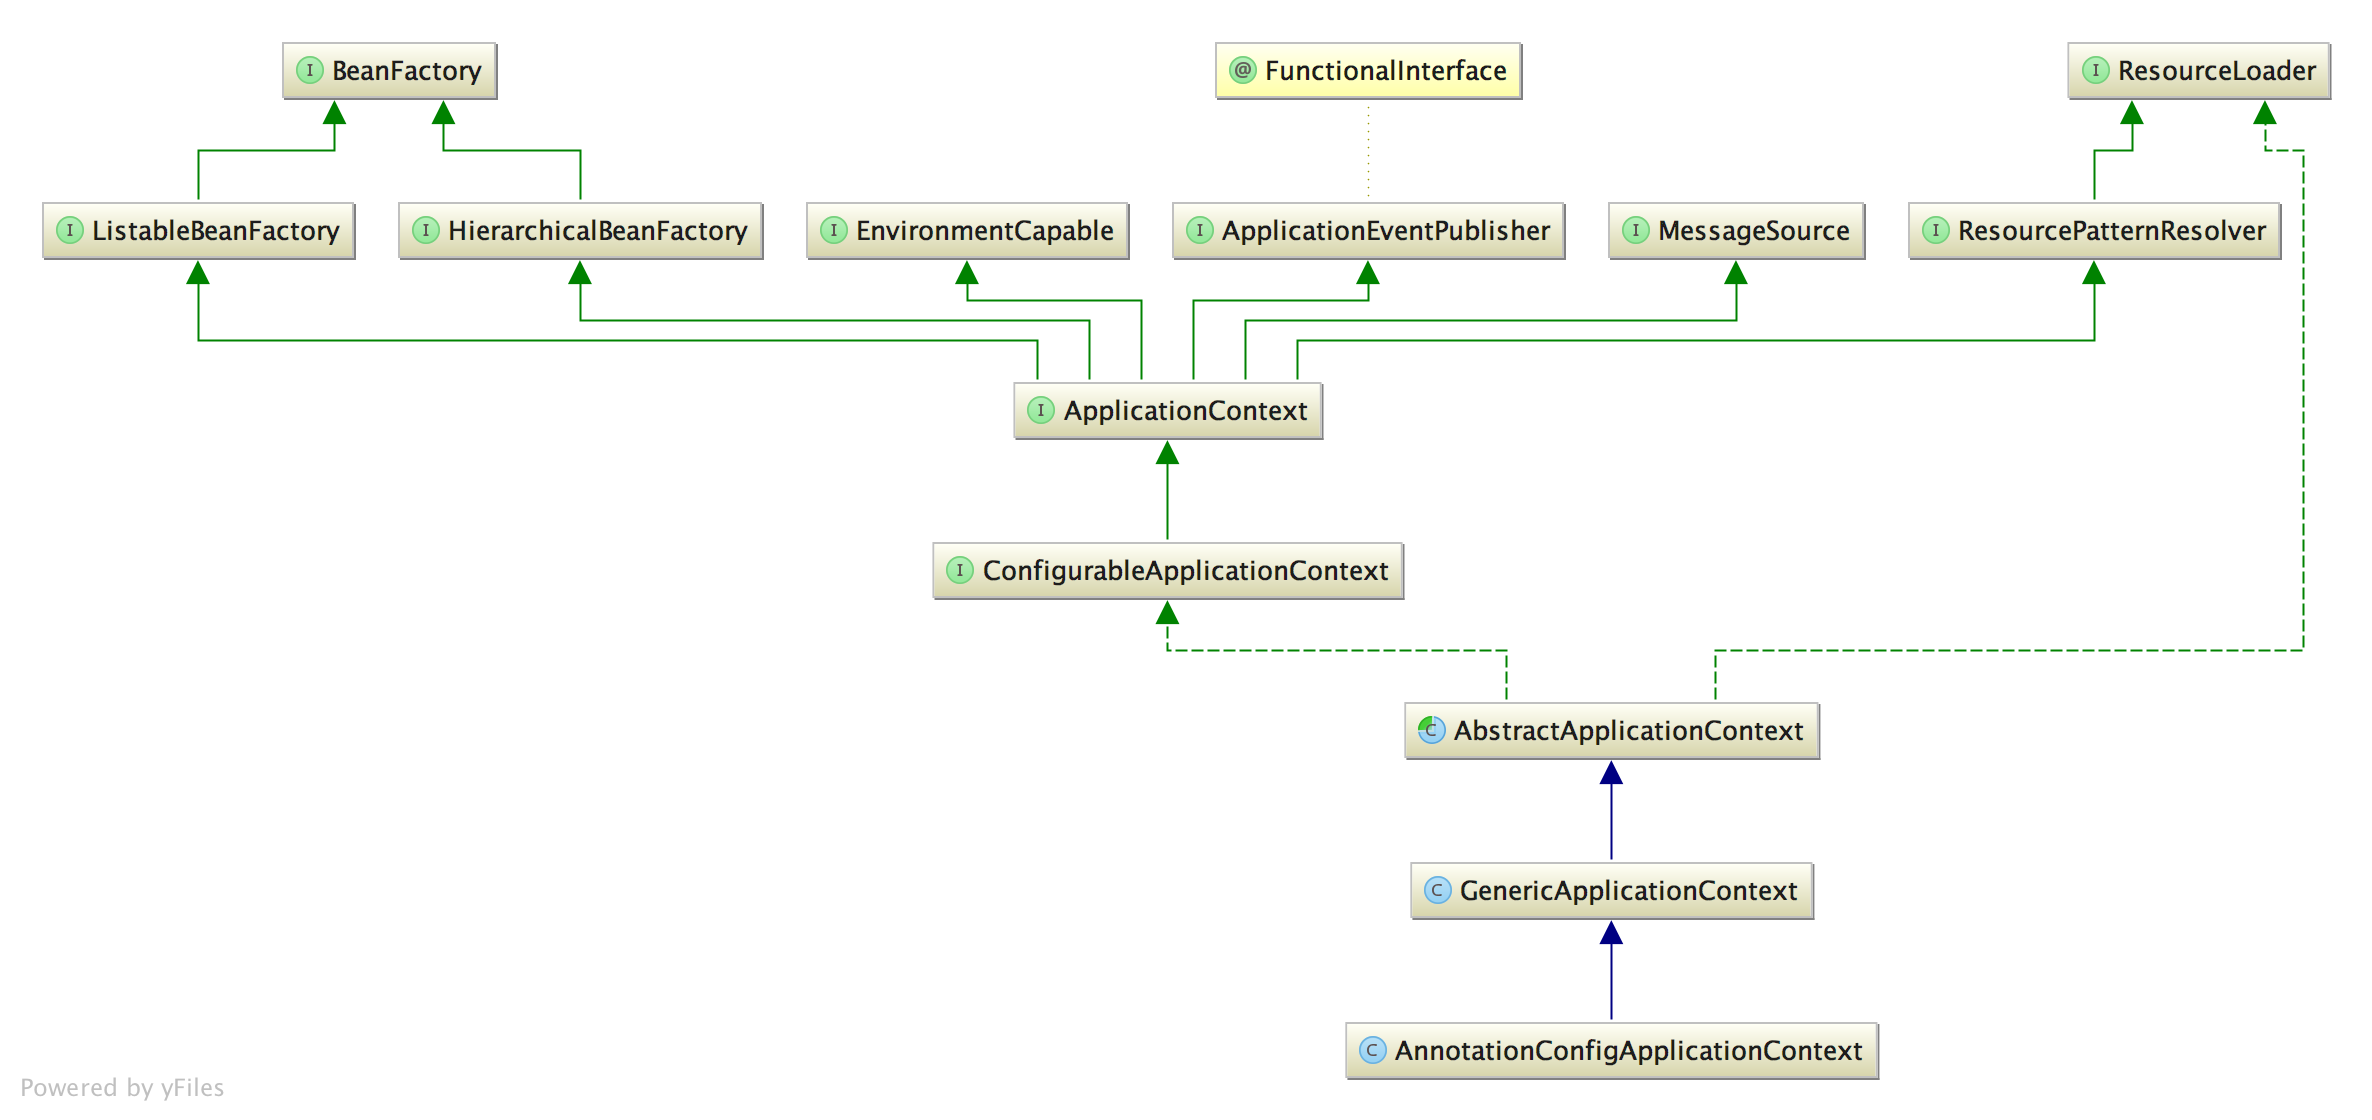 I BeanFactory
@ FunctionalInterface
I ResourceLoader
I ListableBeanFactory
I HierarchicalBeanFactory
I EnvironmentCapable
I ApplicationEventPublisher
I MessageSource
I ResourcePatternResolver
I ApplicationContext
I ConfigurableApplicationContext
C AbstractApplicationContext
C GenericApplicationContext
C AnnotationConfigApplicationContext
Powered by yFiles